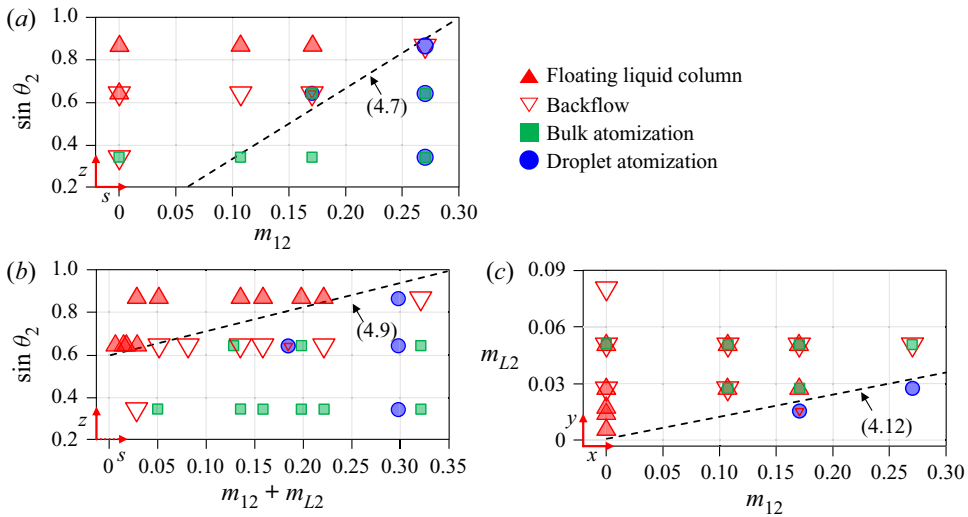 (a)
1.0
0.8
0.6
0.4
0.2
sin θ2
z
s
(4.7)
0 0.05 0.10 0.15 0.20 0.25 0.30
m12
Floating liquid column
Backflow
Bulk atomization
Droplet atomization
(b)
1.0
0.8
0.6
0.4
0.2
sin θ2
z
s
(4.9)
0 0.05 0.10 0.15 0.20 0.25 0.30 0.35
m12 + mL2
(c)
0.09
0.06
0.03
0
mL2
y
x
(4.12)
0 0.05 0.10 0.15 0.20 0.25 0.30
m12